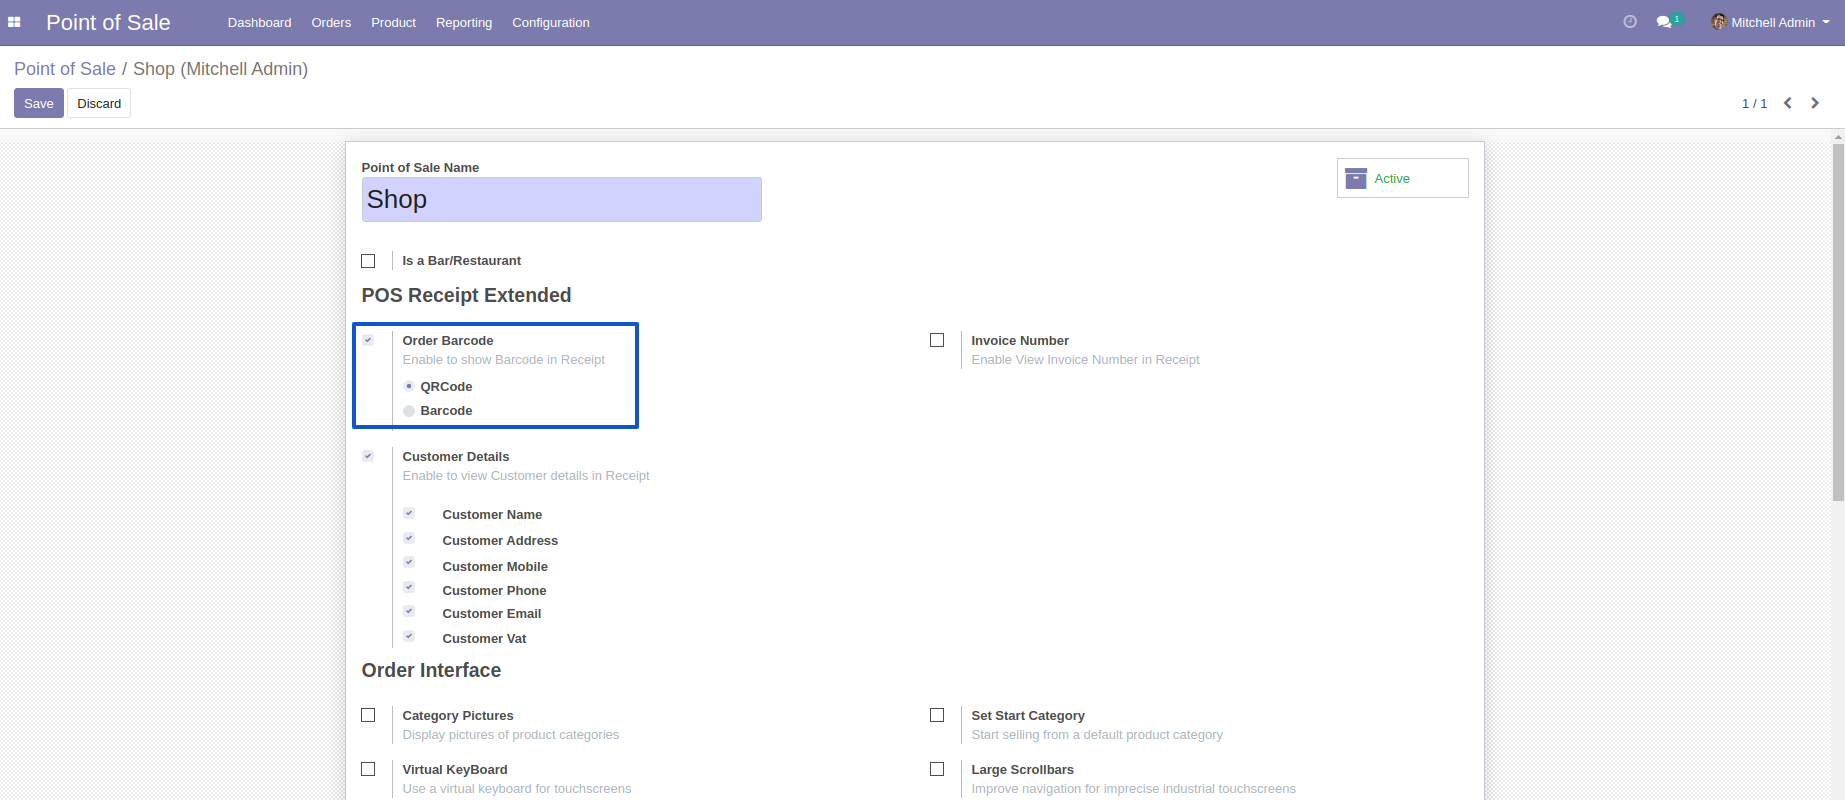 Point of Sale Dashboard Orders Product Reporting Configuration 1 Mitchell Admin
Point of Sale / Shop (Mitchell Admin)
Save Discard 1 / 1
Point of Sale Name
Active
Shop
Is a Bar/Restaurant
POS Receipt Extended
Order Barcode
Enable to show Barcode in Receipt
QRCode
Barcode
Invoice Number
Enable View Invoice Number in Receipt
Customer Details
Enable to view Customer details in Receipt
Customer Name
Customer Address
Customer Mobile
Customer Phone
Customer Email
Customer Vat
Order Interface
Category Pictures
Display pictures of product categories
Set Start Category
Start selling from a default product category
Virtual KeyBoard
Use a virtual keyboard for touchscreens
Large Scrollbars
Improve navigation for imprecise industrial touchscreens